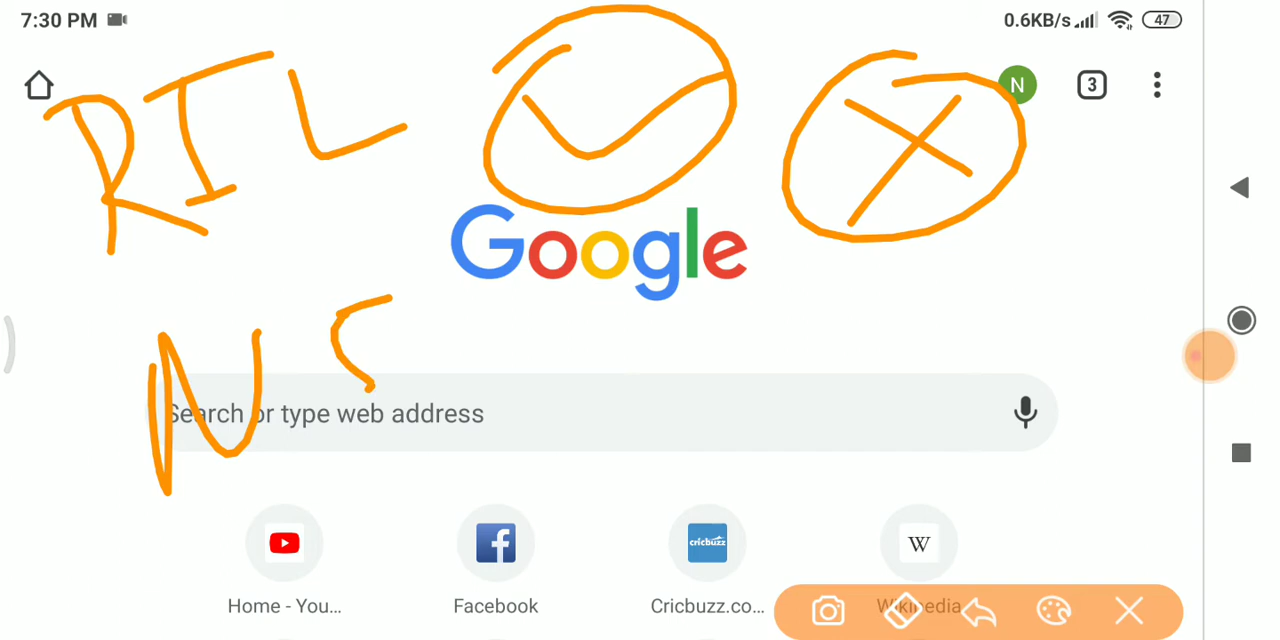 7:30 PM 0.6KB/s 47
RIL
N 3
Google
N S
Search or type web address
Home - You... Facebook Cricbuzz.co... Wikipedia
cricbuzz W